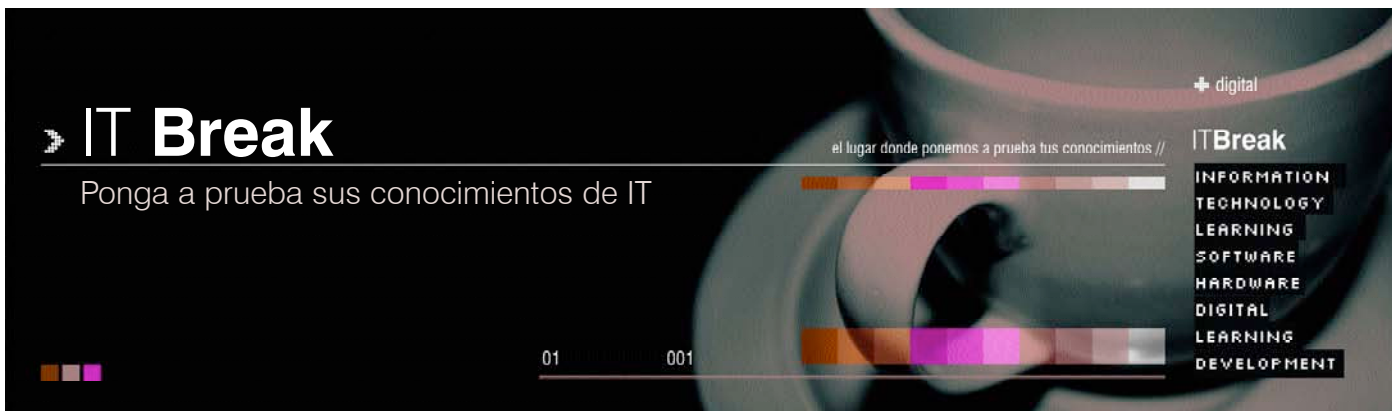 IT Break
Ponga a prueba sus conocimientos de IT
el lugar donde ponemos a prueba tus conocimientos //
01 001
+ digital
ITBreak
INFORMATION
TECHNOLOGY
LEARNING
SOFTWARE
HARDWARE
DIGITAL
LEARNING
DEVELOPMENT